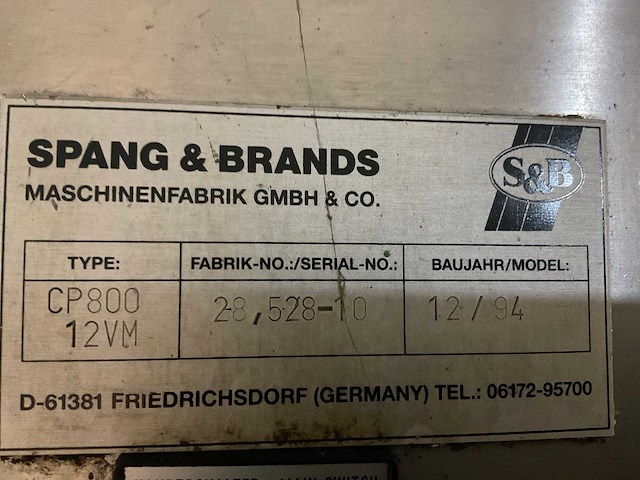 SPANG & BRANDS
S&B
MASCHINENFABRIK GMBH & CO.
TYPE: FABRIK-NO.:/SERIAL-NO.: BAUJAHR/MODEL:
CP800 28,528-10 12/94
12VM
D-61381 FRIEDRICHSDORF (GERMANY) TEL.: 06172-95700